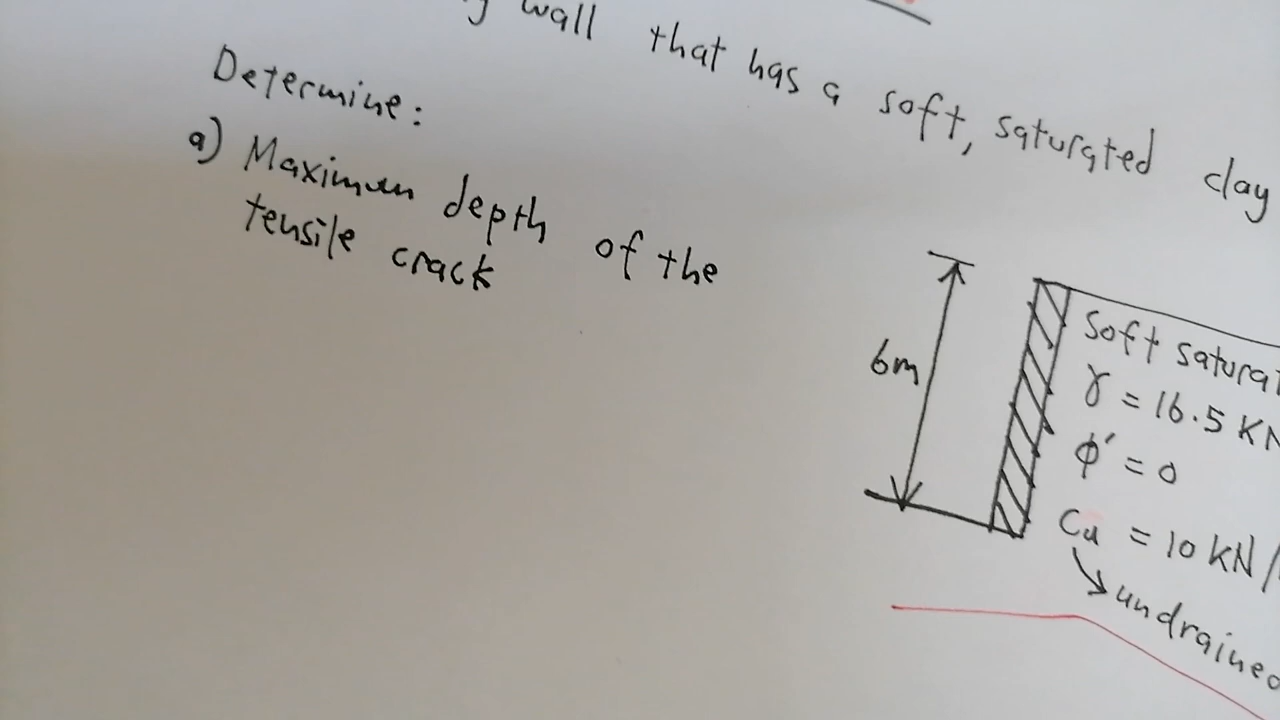 wall that has a soft, saturated clay
Determine:
a) Maximum depth of the
tensile crack
6m
Soft
γ = 16.5
φ' = 0
Cu = 10 kN/
undrained